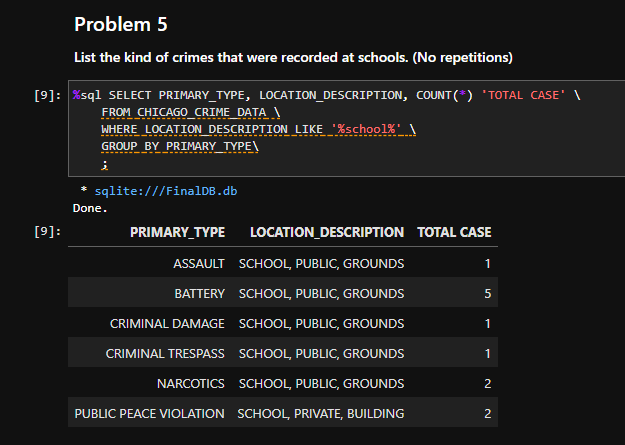 Problem 5
List the kind of crimes that were recorded at schools. (No repetitions)
[9]: %sql SELECT PRIMARY_TYPE, LOCATION_DESCRIPTION, COUNT(*) 'TOTAL CASE' \
FROM CHICAGO_CRIME_DATA \
WHERE LOCATION_DESCRIPTION LIKE '%school%' \
GROUP BY PRIMARY_TYPE\
;
* sqlite:///FinalDB.db
Done.
[9]: PRIMARY_TYPE LOCATION_DESCRIPTION TOTAL CASE
ASSAULT SCHOOL, PUBLIC, GROUNDS 1
BATTERY SCHOOL, PUBLIC, GROUNDS 5
CRIMINAL DAMAGE SCHOOL, PUBLIC, GROUNDS 1
CRIMINAL TRESPASS SCHOOL, PUBLIC, GROUNDS 1
NARCOTICS SCHOOL, PUBLIC, GROUNDS 2
PUBLIC PEACE VIOLATION SCHOOL, PRIVATE, BUILDING 2